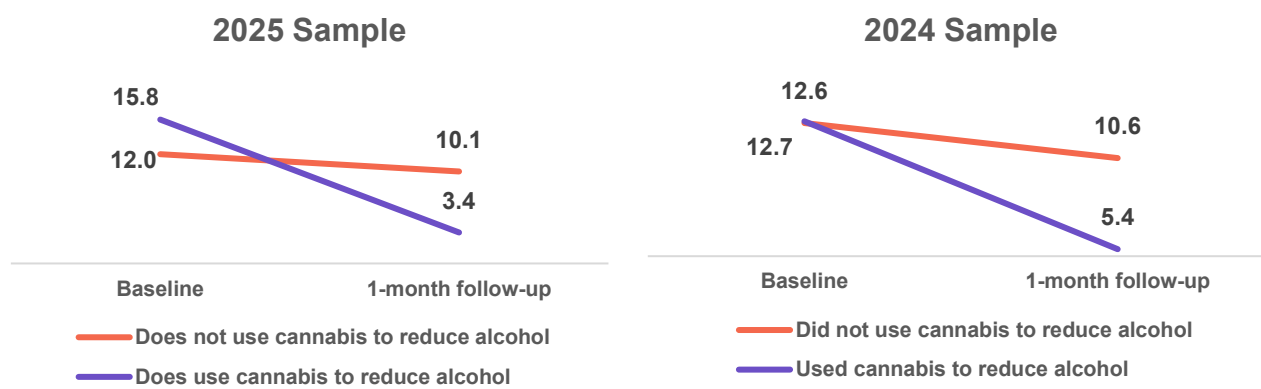 2025 Sample
15.8
12.0
10.1
3.4
Baseline
1-month follow-up
Does not use cannabis to reduce alcohol
Does use cannabis to reduce alcohol
2024 Sample
12.6
12.7
10.6
5.4
Baseline
1-month follow-up
Did not use cannabis to reduce alcohol
Used cannabis to reduce alcohol